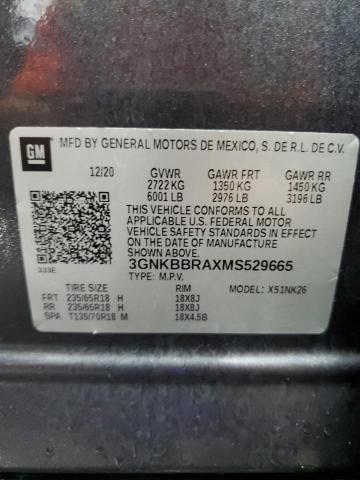 GM
MFD BY GENERAL MOTORS DE MEXICO, S. DE R.L. DE C.V.
12/20 GVWR GAWR FRT GAWR RR
2722 KG 1350 KG 1450 KG
6001 LB 2976 LB 3196 LB
THIS VEHICLE CONFORMS TO ALL APPLICABLE
U.S. FEDERAL MOTOR
VEHICLE SAFETY AND THEFT PREVENTION
STANDARDS IN EFFECT ON THE DATE OF
MANUFACTURE SHOWN ABOVE.
333E
3GNKBBRAXMS529665
TYPE: M.P.V. MODEL: X51NK26
TIRE SIZE RIM
FRT 235/65R18 H 18X8J
RR 235/65R18 H 18X8J
SPA T135/70R18 M 18X4.5B